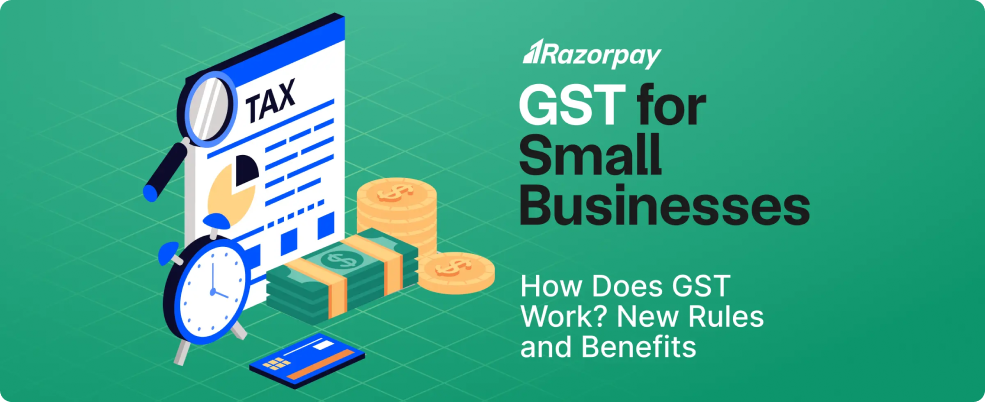 TAX
Razorpay
GST for
Small
Businesses
How Does GST
Work? New Rules
and Benefits